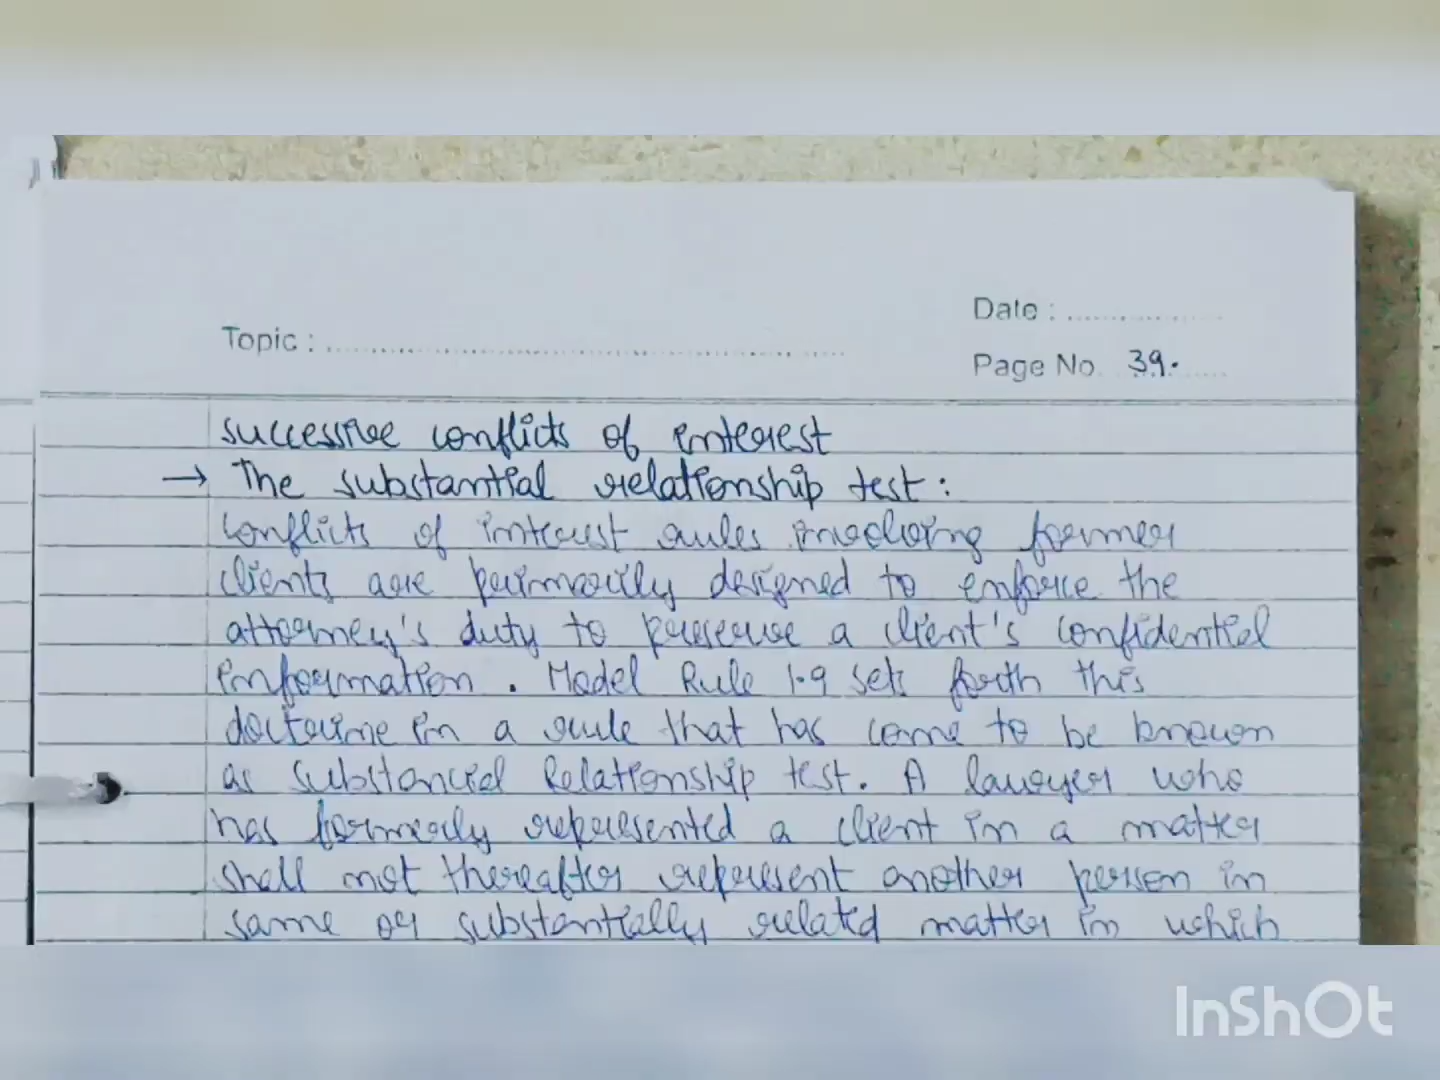 Date : ....................
Topic : ............................................................
Page No. 39.
successive conflicts of interest
→ The substantial relationship test :
conflicts of interest rules involving former
clients are primarily designed to enforce the
attorney's duty to preserve a client's confidential
information . Model Rule 1.9 sets forth this
doctrine in a rule that has come to be known
as substancial Relationship test. A lawyer who
has formerly represented a client in a matter
shall not thereafter represent another person in
same or substantially related matter in which
InShOt